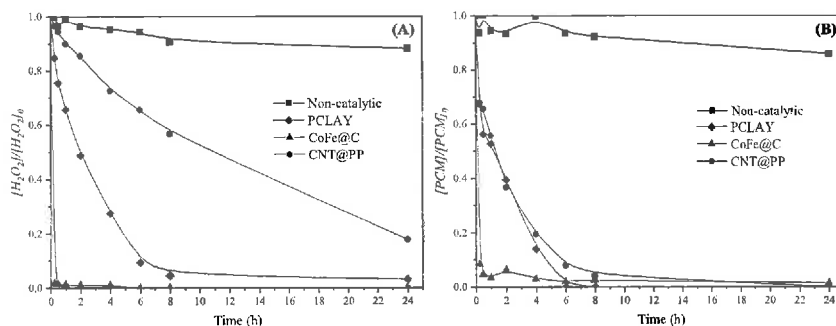 (A)
[H₂O₂]/[H₂O₂]₀
1,0
0,8
0,6
0,4
0,2
0,0
Non-catalytic
PCLAY
CoFe@C
CNT@PP
0 2 4 6 8 10 12 14 16 18 20 22 24
Time (h)
(B)
[PCM]/[PCM]₀
1,0
0,8
0,6
0,4
0,2
0,0
Non-catalytic
PCLAY
CoFe@C
CNT@PP
0 2 4 6 8 10 12 14 16 18 20 22 24
Time (h)